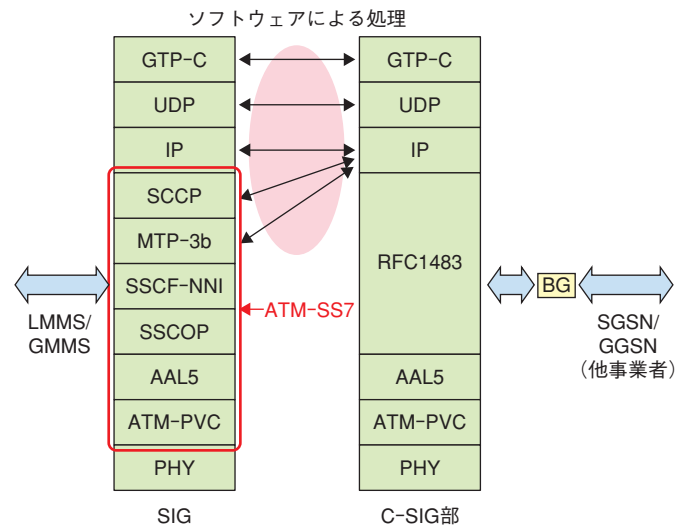 ソフトウェアによる処理
GTP-C
UDP
IP
SCCP
MTP-3b
SSCF-NNI
SSCOP
AAL5
ATM-PVC
PHY
SIG
GTP-C
UDP
IP
RFC1483
AAL5
ATM-PVC
PHY
C-SIG部
LMMS/
GMMS
ATM-SS7
BG
SGSN/
GGSN
（他事業者）